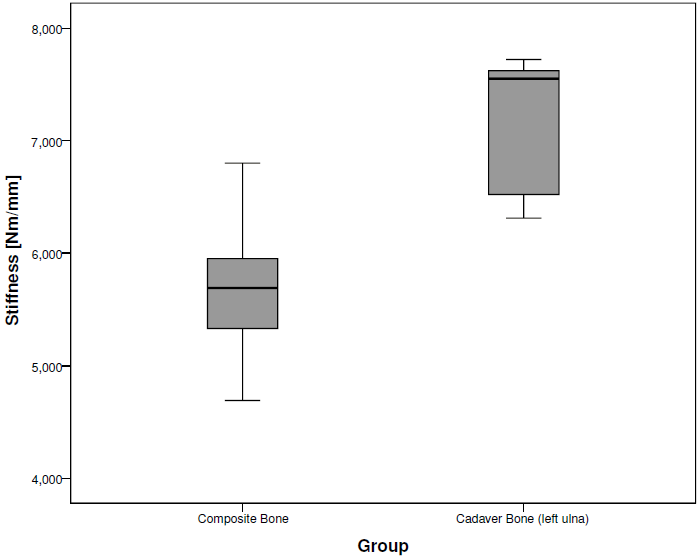 Stiffness [Nm/mm]
8,000
7,000
6,000
5,000
4,000
Composite Bone
Cadaver Bone (left ulna)
Group